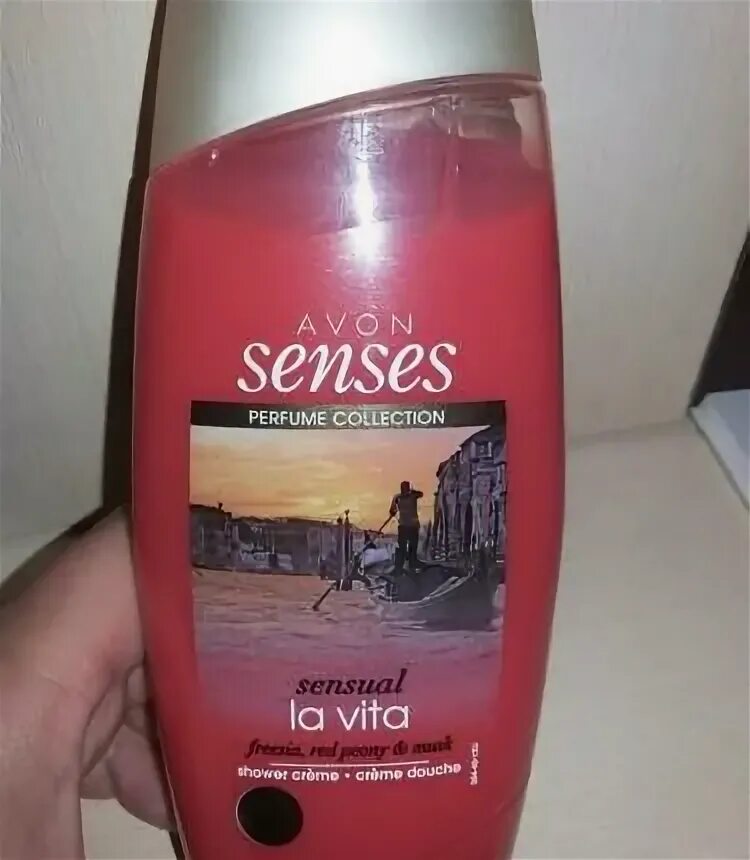 AVON
senses
PERFUME COLLECTION
sensual
la vita
freesia, red peony & musk
shower crème • crème douche